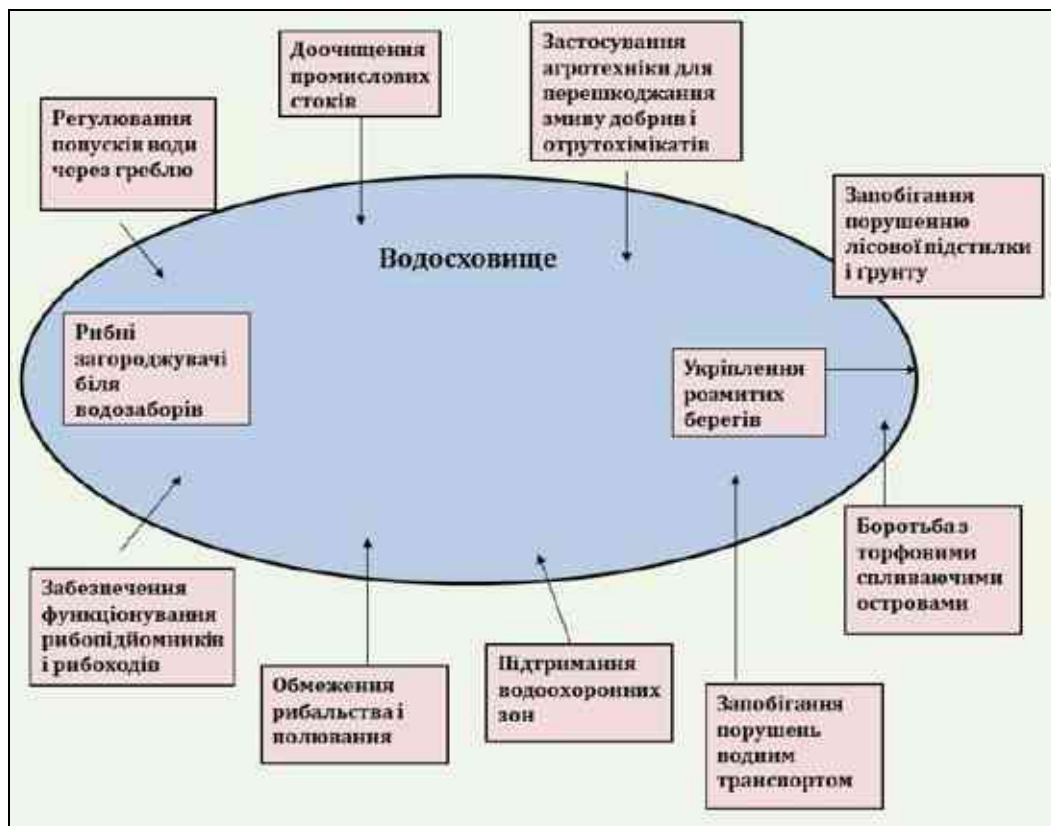 Доочищення
промислових
стоків
Застосування
агротехніки для
перешкоджання
змиву добрив і
отрутохімікатів
Регулювання
попусків води
через греблю
Запобігання
порушенню
лісової підстилки
і ґрунту
Водосховище
Рибні
загороджувачі
біля
водозаборів
Укріплення
розмитих
берегів
Боротьба з
торфовими
спливаючими
островами
Забезпечення
функціонування
рибопідйомників
і рибоходів
Обмеження
рибальства і
полювання
Підтримання
водоохоронних
зон
Запобігання
порушень
водним
транспортом